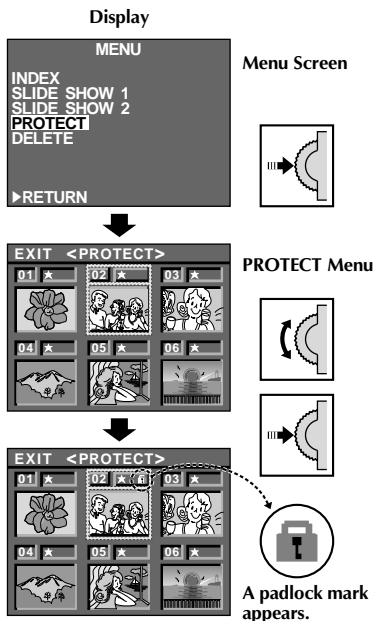 Display
MENU
Menu Screen
INDEX
SLIDE SHOW 1
SLIDE SHOW 2
PROTECT
DELETE
▶RETURN
EXIT <PROTECT>
PROTECT Menu
01 ★ 02 ★ 03 ★
04 ★ 05 ★ 06 ★
EXIT <PROTECT>
01 ★ 02 ★ 03 ★
04 ★ 05 ★ 06 ★
A padlock mark
appears.